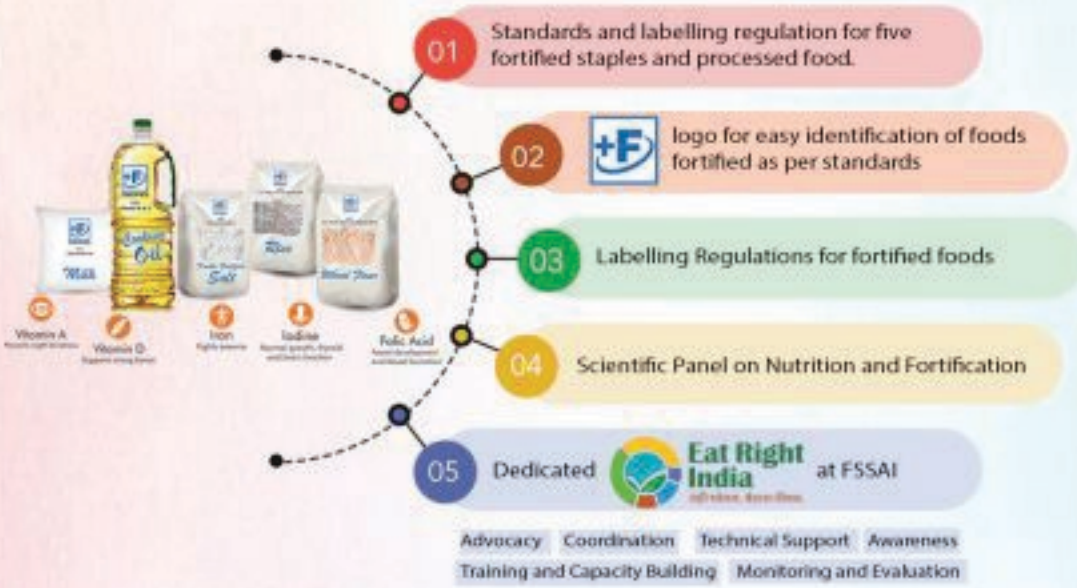 01
Standards and labelling regulation for five
fortified staples and processed food.
02
+F
logo for easy identification of foods
fortified as per standards
03
Labelling Regulations for fortified foods
04
Scientific Panel on Nutrition and Fortification
05
Dedicated
Eat Right
India
at FSSAI
Advocacy Coordination Technical Support Awareness
Training and Capacity Building Monitoring and Evaluation
+F
Milk
+F
Oil
Salt
Rice
Wheat Flour
Vitamin A
Vitamin D
Iron
Iodine
Folic Acid